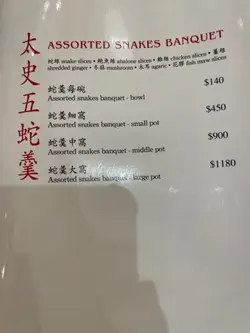 太史五蛇羹
ASSORTED SNAKES BANQUET
蛇絲 snake slices • 鮑魚絲 abalone slices • 雞絲 chicken slices • 薑絲
shredded ginger • 冬菇 mushroom • 木耳 agaric • 花膠 fish maw slices
蛇羹每碗 $140
Assorted snakes banquet - bowl
蛇羹細窩 $450
Assorted snakes banquet - small pot
蛇羹中窩 $900
Assorted snakes banquet - middle pot
蛇羹大窩 $1180
Assorted snakes banquet - large pot